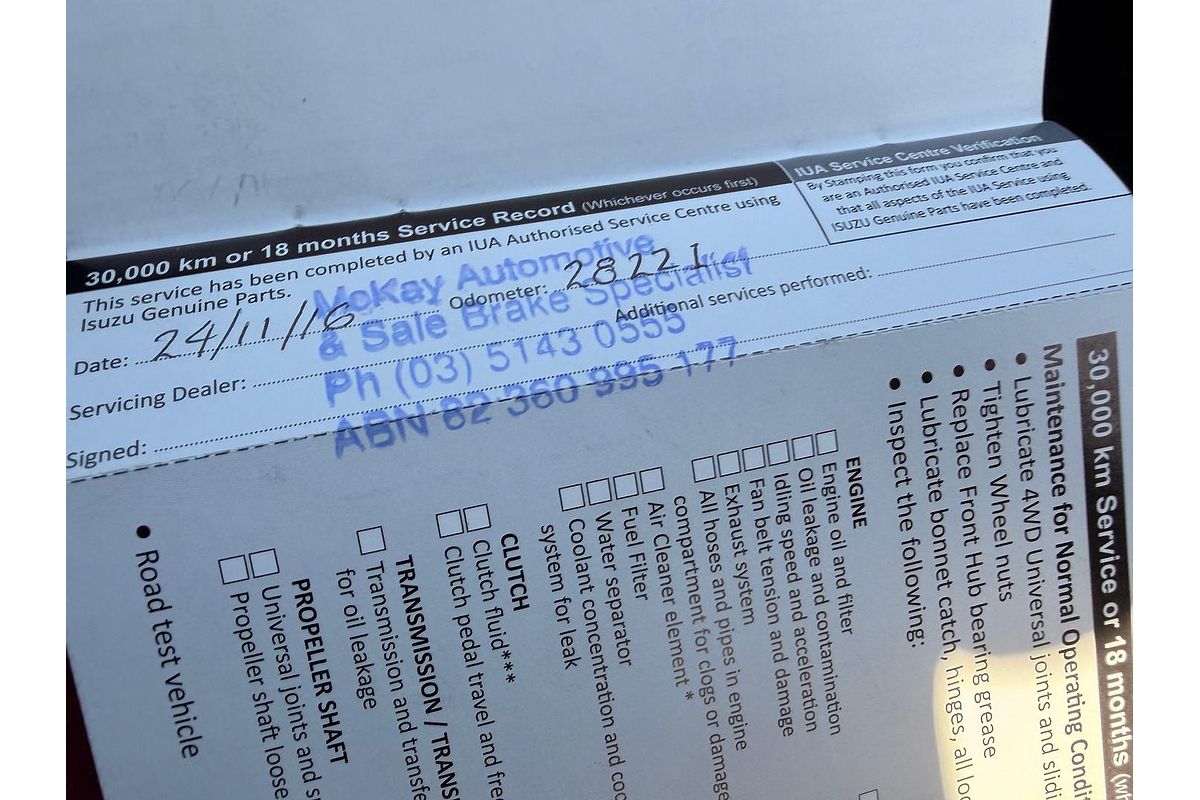 30,000 km or 18 months Service Record (Whichever occurs first)
This service has been completed by an IUA Authorised Service Centre using
Isuzu Genuine Parts.
Date: 24/11/16 Odometer: 28221
Servicing Dealer: Additional services performed:
Signed:
McKay Automotive
& Sale Brake Specialist
Ph (03) 5143 0555
ABN 82 360 995 177
IUA Service Centre Verification
By Stamping this form you confirm that you
are an Authorised IUA Service Centre and
that all aspects of the IUA Service using
ISUZU Genuine Parts have been completed.
30,000 km Service or 18 months
Maintenance for Normal Operating
• Lubricate 4WD Universal joints and
• Tighten Wheel nuts
• Replace Front Hub bearing grease
• Lubricate bonnet catch, hinges, all
• Inspect the following:
ENGINE
Engine oil and filter
Oil leakage and contamination
Idling speed and acceleration
Fan belt tension and damage
Exhaust system
All hoses and pipes in engine
compartment for clogs or damage
Air Cleaner element *
Fuel Filter
Water separator
Coolant concentration and
system for leak
CLUTCH
Clutch fluid***
Clutch pedal travel and
TRANSMISSION /
Transmission and
for oil leakage
PROPELLER SHAFT
Universal joints and
Propeller shaft
• Road test vehicle